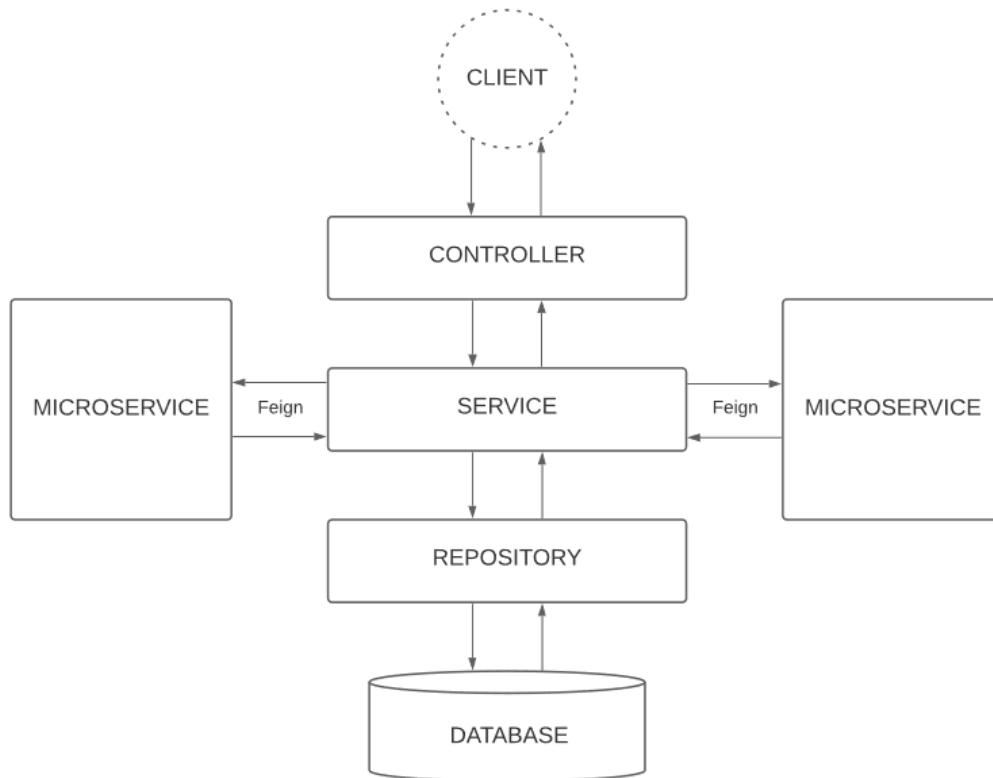 CLIENT
CONTROLLER
MICROSERVICE
Feign
SERVICE
Feign
MICROSERVICE
REPOSITORY
DATABASE